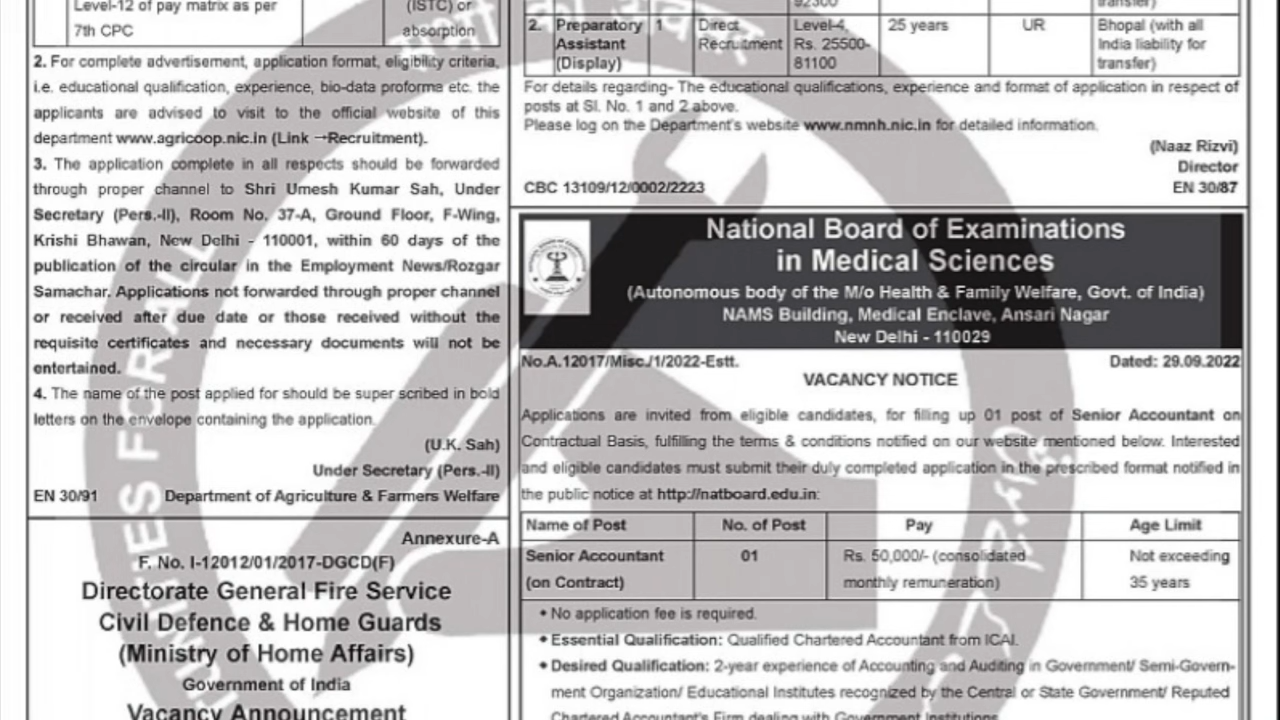 Level-12 of pay matrix as per
7th CPC
(ISTC) or
absorption
2. For complete advertisement, application format, eligibility criteria,
i.e. educational qualification, experience, bio-data proforma etc. the
applicants are advised to visit to the official website of this
department www.agricoop.nic.in (Link →Recruitment).
3. The application complete in all respects should be forwarded
through proper channel to Shri Umesh Kumar Sah, Under
Secretary (Pers.-II), Room No. 37-A, Ground Floor, F-Wing,
Krishi Bhawan, New Delhi - 110001, within 60 days of the
publication of the circular in the Employment News/Rozgar
Samachar. Applications not forwarded through proper channel
or received after due date or those received without the
requisite certificates and necessary documents will not be
entertained.
4. The name of the post applied for should be super scribed in bold
letters on the envelope containing the application.
(U.K. Sah)
Under Secretary (Pers.-II)
EN 30/91 Department of Agriculture & Farmers Welfare
Annexure-A
F. No. I-12012/01/2017-DGCD(F)
Directorate General Fire Service
Civil Defence & Home Guards
(Ministry of Home Affairs)
Government of India
Vacancy Announcement
92300
transfer)
2. Preparatory 1 Direct Level-4, 25 years UR Bhopal (with all
Assistant Recruitment Rs. 25500- India liability for
(Display) 81100 transfer)
For details regarding- The educational qualifications, experience and format of application in respect of
posts at Sl. No. 1 and 2 above.
Please log on the Department's website www.nmnh.nic.in for detailed information.
(Naaz Rizvi)
Director
CBC 13109/12/0002/2223 EN 30/87
National Board of Examinations
in Medical Sciences
(Autonomous body of the M/o Health & Family Welfare, Govt. of India)
NAMS Building, Medical Enclave, Ansari Nagar
New Delhi - 110029
No.A.12017/Misc./1/2022-Estt. Dated: 29.09.2022
VACANCY NOTICE
Applications are invited from eligible candidates, for filling up 01 post of Senior Accountant on
Contractual Basis, fulfilling the terms & conditions notified on our website mentioned below. Interested
and eligible candidates must submit their duly completed application in the prescribed format notified in
the public notice at http://natboard.edu.in:
Name of Post No. of Post Pay Age Limit
Senior Accountant 01 Rs. 50,000/- (consolidated Not exceeding
(on Contract) monthly remuneration) 35 years
• No application fee is required.
• Essential Qualification: Qualified Chartered Accountant from ICAI.
• Desired Qualification: 2-year experience of Accounting and Auditing in Government/ Semi-Govern-
ment Organization/ Educational Institutes recognized by the Central or State Government/ Reputed
Chartered Accountant's Firm dealing with Government Institutions.